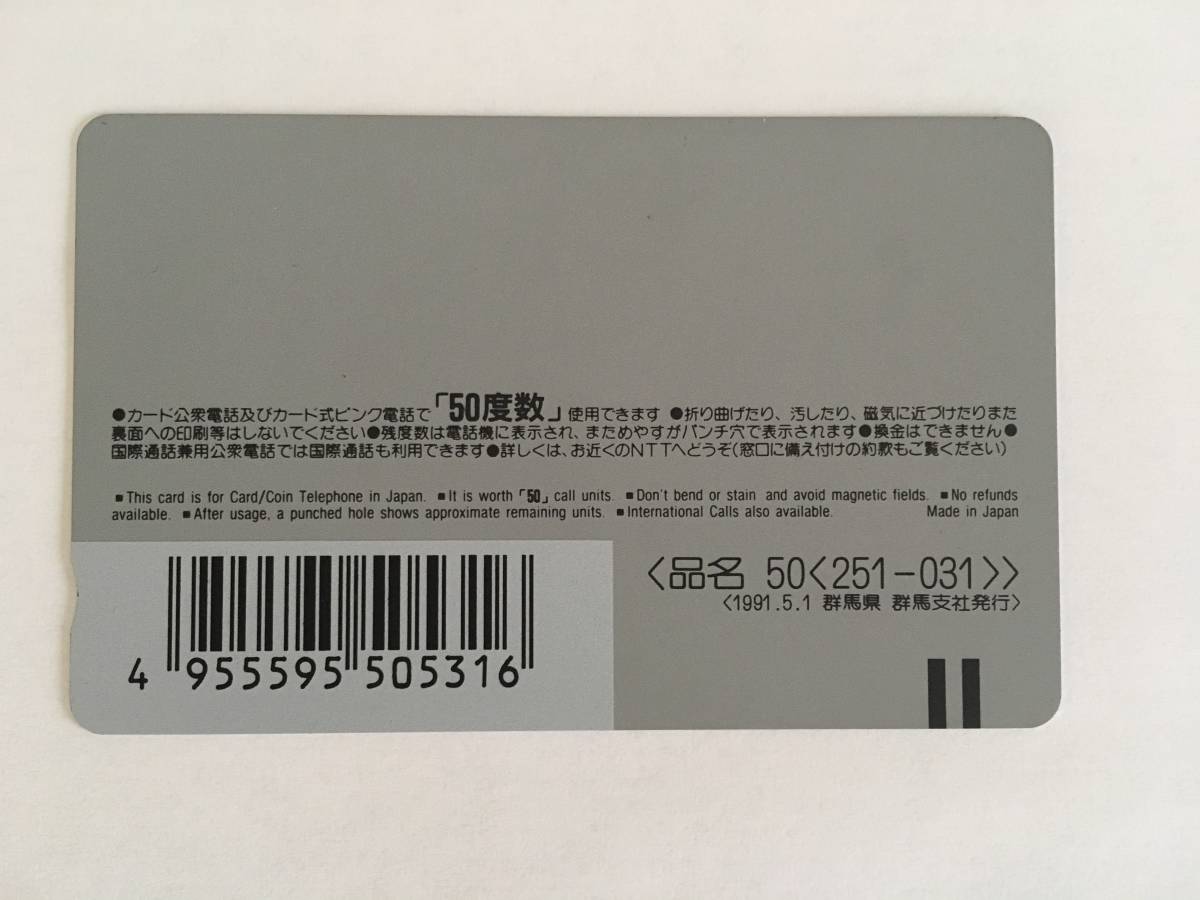 ●カード公衆電話及びカード式ピンク電話で「50度数」使用できます ●折り曲げたり、汚したり、磁気に近づけたりまた
裏面への印刷等はしないでください●残度数は電話機に表示され、まためやすがパンチ穴で表示されます●換金はできません●
国際通話兼用公衆電話では国際通話も利用できます●詳しくは、お近くのNTTへどうぞ(窓口に備え付けの約款もご覧ください)
■This card is for Card/Coin Telephone in Japan. ■It is worth「50」call units. ■Don't bend or stain and avoid magnetic fields. ■No refunds
available. ■After usage, a punched hole shows approximate remaining units. ■International Calls also available. Made in Japan
〈品名 50〈251-031〉〉
〈1991.5.1 群馬県 群馬支社発行〉
4 955595 505316